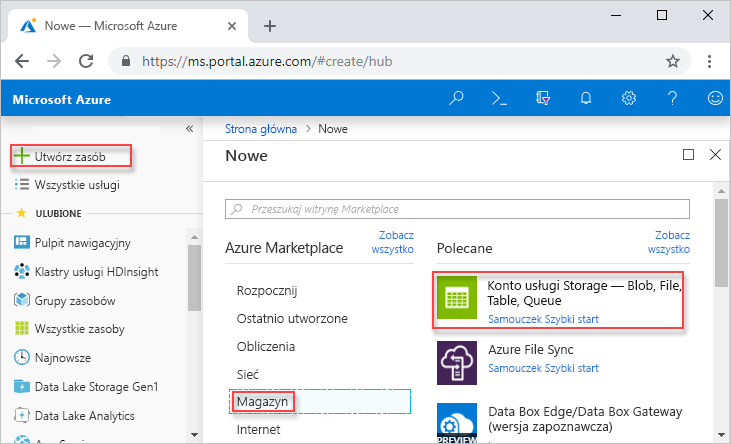 Nowe — Microsoft Azure
https://ms.portal.azure.com/#create/hub
Microsoft Azure
Utwórz zasób
Wszystkie usługi
ULUBIONE
Pulpit nawigacyjny
Klastry usługi HDInsight
Grupy zasobów
Wszystkie zasoby
Najnowsze
Data Lake Storage Gen1
Data Lake Analytics
Strona główna > Nowe
Nowe
Przeszukaj witrynę Marketplace
Azure Marketplace
Zobacz
wszystko
Rozpocznij
Ostatnio utworzone
Obliczenia
Sieć
Magazyn
Internet
Polecane
Zobacz
wszystko
Konto usługi Storage — Blob, File,
Table, Queue
Samouczek Szybki start
Azure File Sync
Samouczek Szybki start
Data Box Edge/Data Box Gateway
(wersja zapoznawcza)
PREVIEW